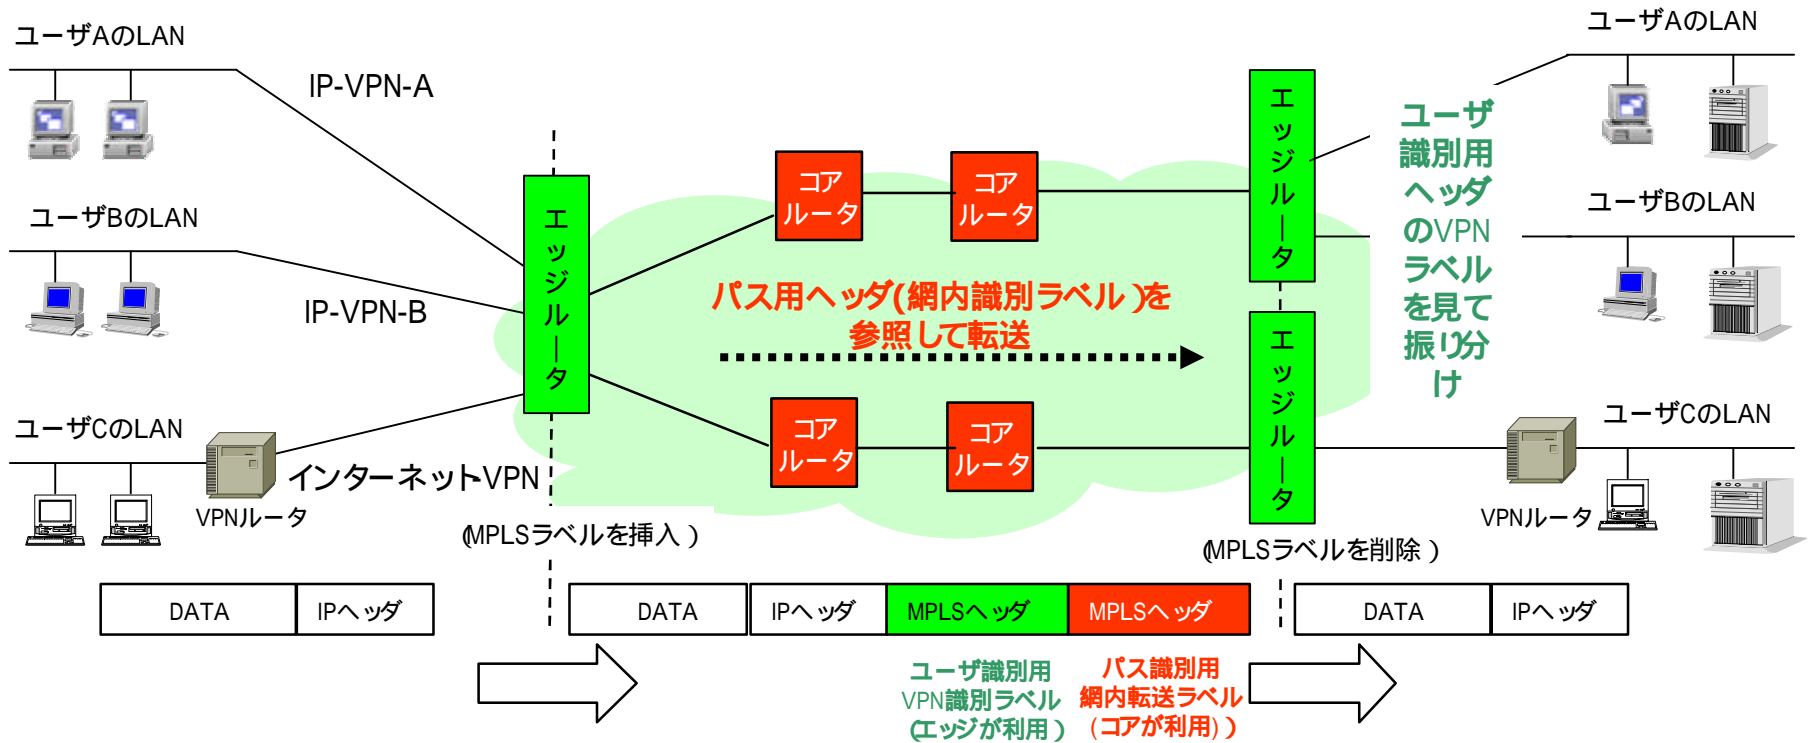 ユーザAのLAN
IP-VPN-A
ユーザBのLAN
IP-VPN-B
ユーザCのLAN
インターネットVPN
VPNルータ
エッジルータ
(MPLSラベルを挿入)
コア
ルータ
コア
ルータ
パス用ヘッダ(網内識別ラベル)を
参照して転送
コア
ルータ
コア
ルータ
エッジルータ
エッジルータ
(MPLSラベルを削除)
ユーザ
識別用
ヘッダ
のVPN
ラベル
を見て
振り分
け
ユーザAのLAN
ユーザBのLAN
ユーザCのLAN
VPNルータ
DATA IPヘッダ
DATA IPヘッダ MPLSヘッダ MPLSヘッダ
DATA IPヘッダ
ユーザ識別用
VPN識別ラベル
(エッジが利用)
パス識別用
網内転送ラベル
(コアが利用))